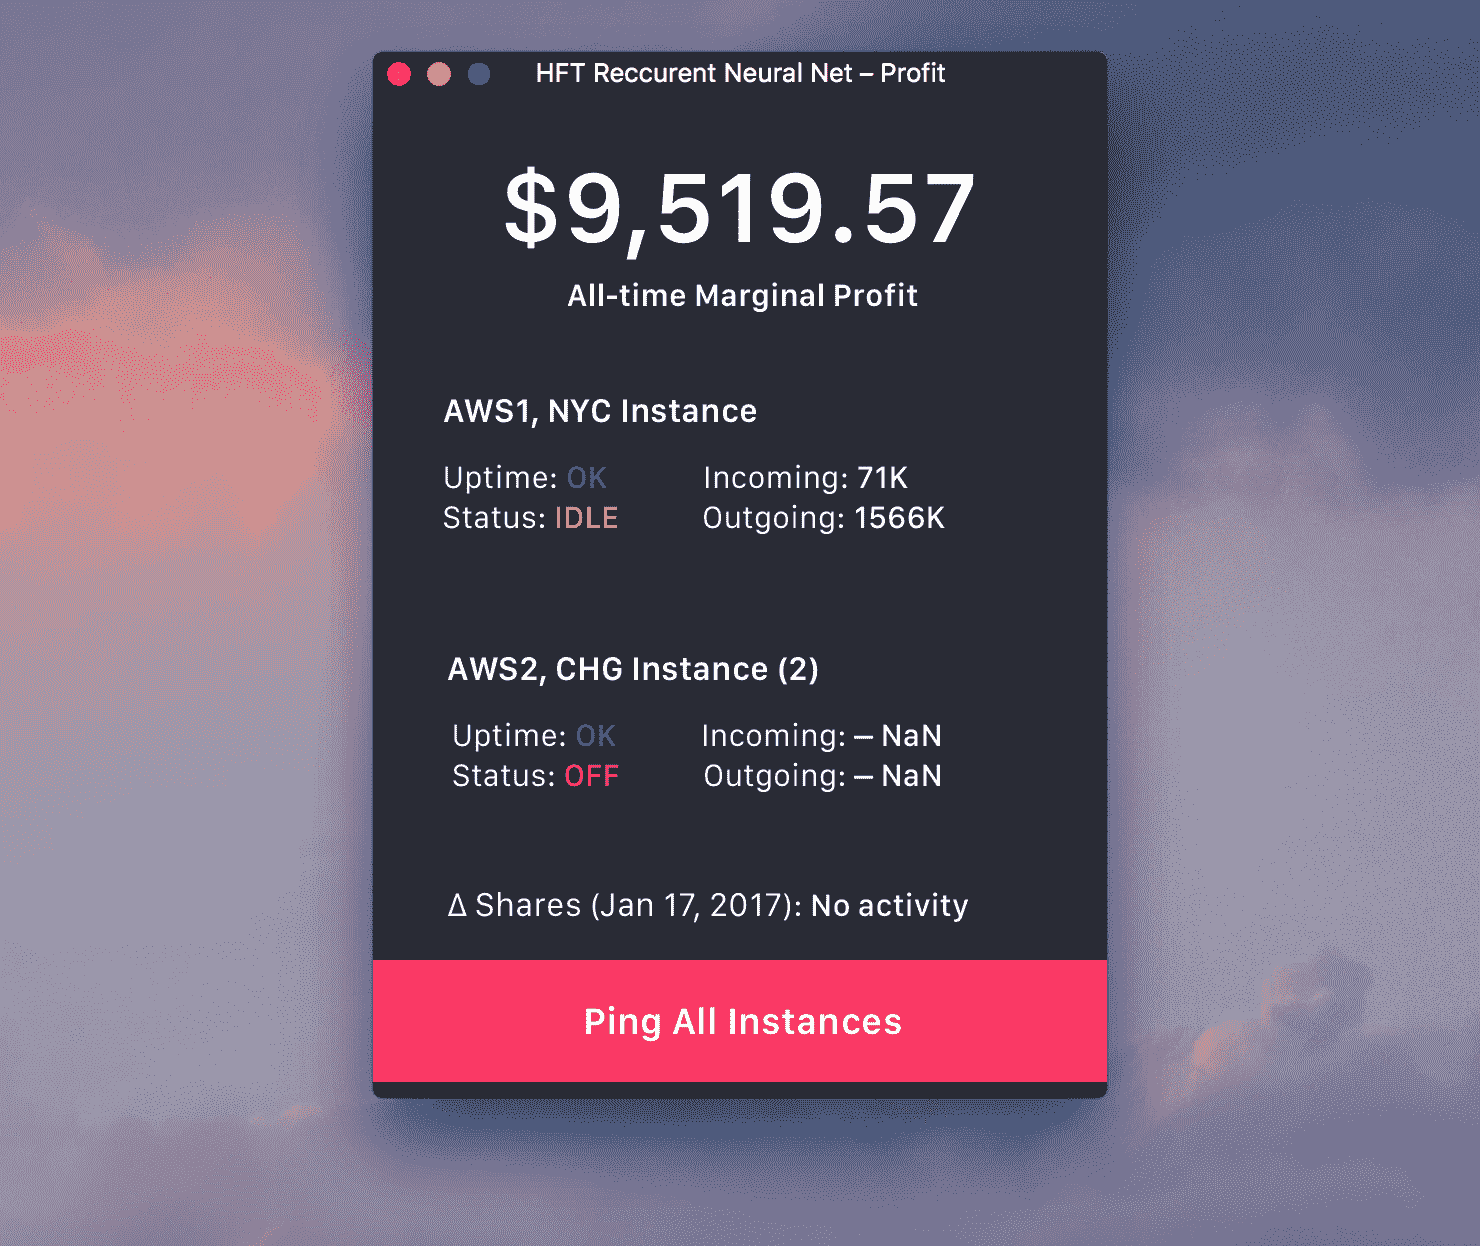 HFT Reccurent Neural Net – Profit
$9,519.57
All-time Marginal Profit
AWS1, NYC Instance
Uptime: OK Incoming: 71K
Status: IDLE Outgoing: 1566K
AWS2, CHG Instance (2)
Uptime: OK Incoming: – NaN
Status: OFF Outgoing: – NaN
Δ Shares (Jan 17, 2017): No activity
Ping All Instances